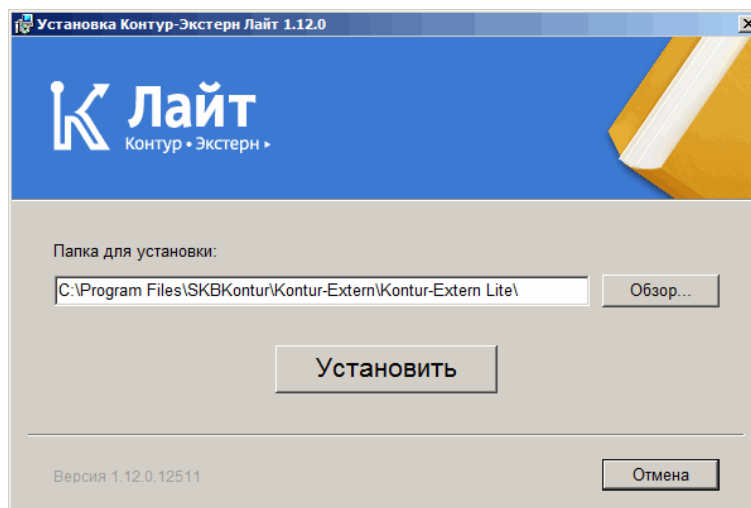 Установка Контур-Экстерн Лайт 1.12.0
Лайт
Контур • Экстерн ▸
Папка для установки:
C:\Program Files\SKBKontur\Kontur-Extern\Kontur-Extern Lite\
Обзор...
Установить
Версия 1.12.0.12511
Отмена